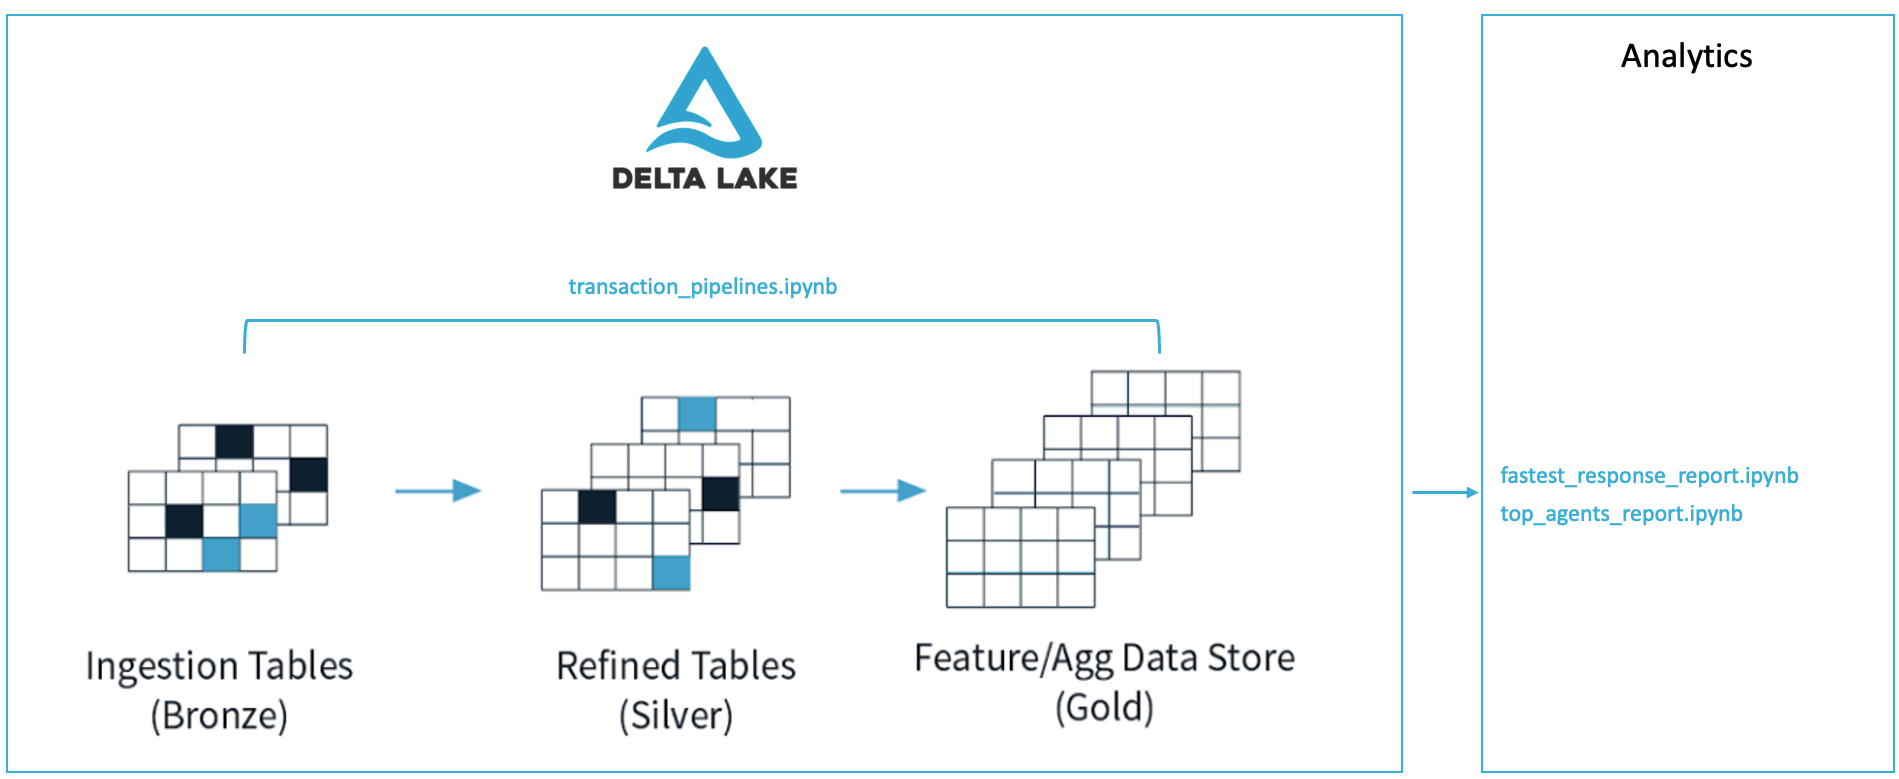 DELTA LAKE
transaction_pipelines.ipynb
Ingestion Tables
(Bronze)
Refined Tables
(Silver)
Feature/Agg Data Store
(Gold)
Analytics
fastest_response_report.ipynb
top_agents_report.ipynb